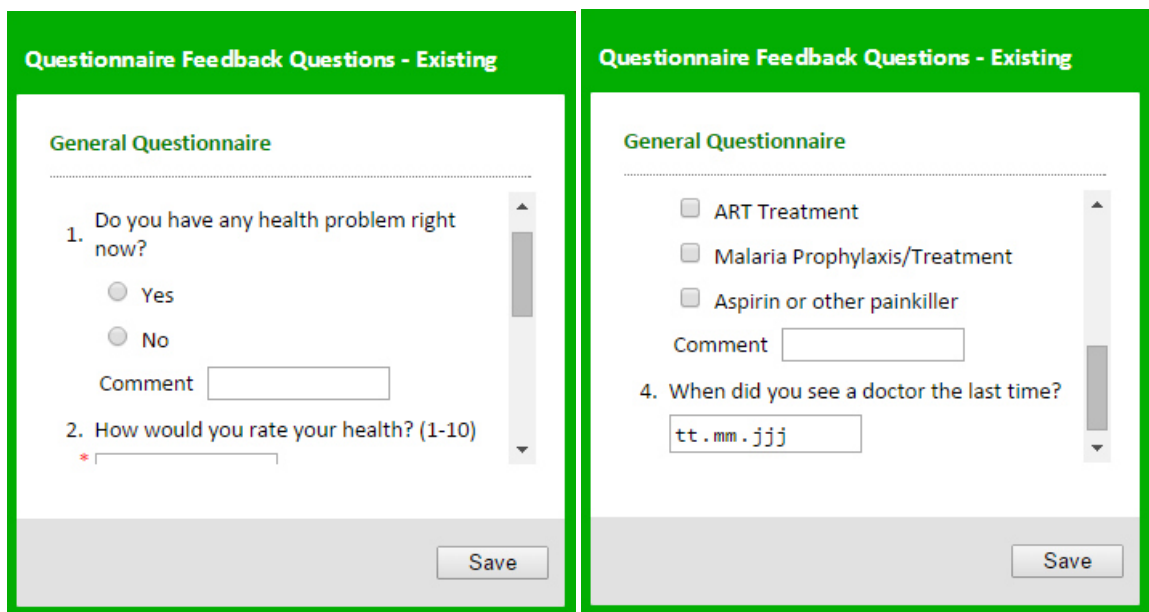 Questionnaire Feedback Questions - Existing
General Questionnaire
1. Do you have any health problem right
now?
Yes
No
Comment
2. How would you rate your health? (1-10)
*
Save
Questionnaire Feedback Questions - Existing
General Questionnaire
ART Treatment
Malaria Prophylaxis/Treatment
Aspirin or other painkiller
Comment
4. When did you see a doctor the last time?
tt.mm.jjj
Save